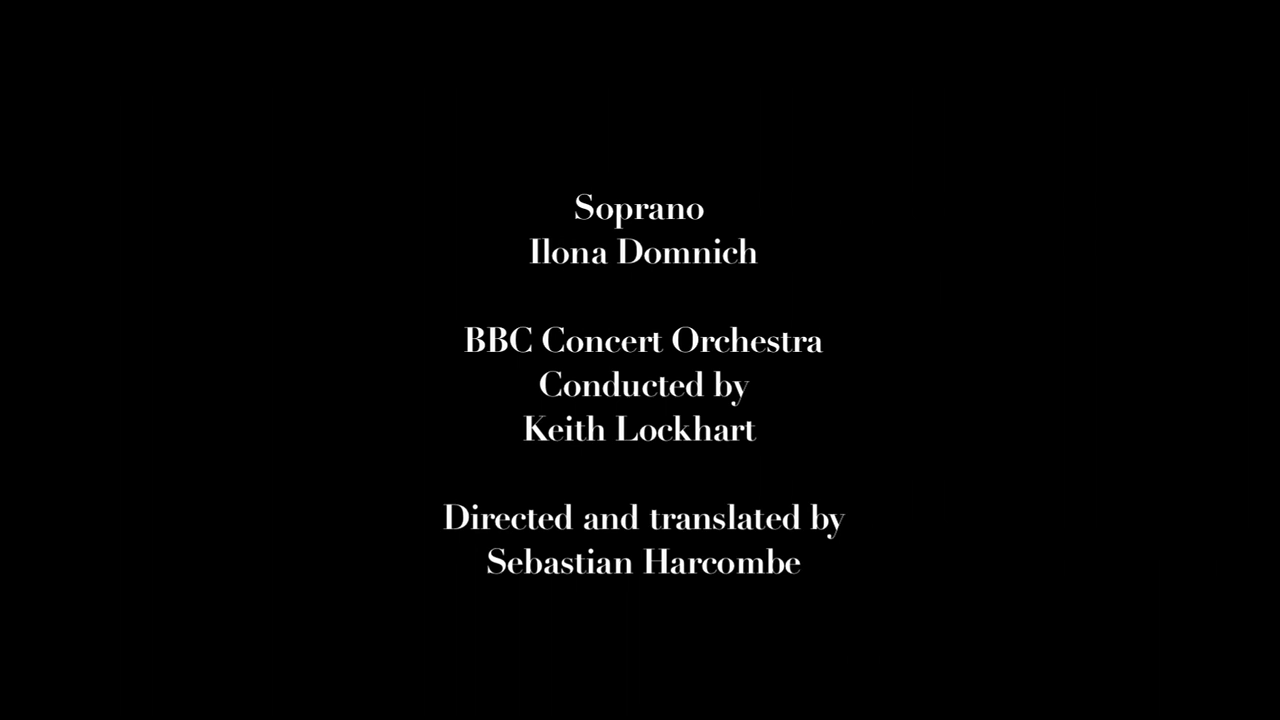 Soprano
Ilona Domnich
BBC Concert Orchestra
Conducted by
Keith Lockhart
Directed and translated by
Sebastian Harcombe